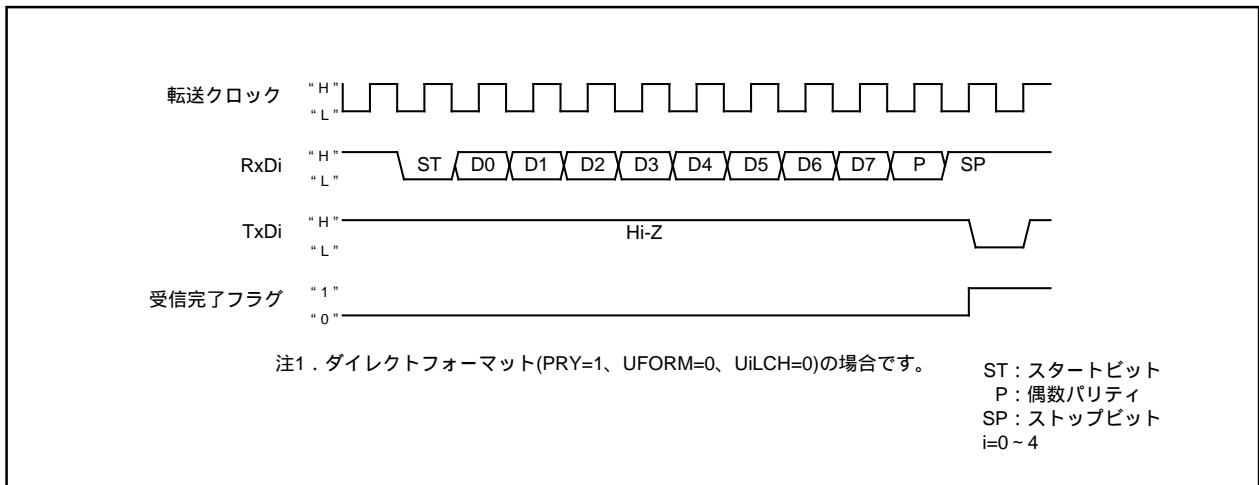 転送クロック
“ H ”
“ L ”
RxDi
“ H ”
“ L ”
ST D0 D1 D2 D3 D4 D5 D6 D7 P SP
TxDi
“ H ”
“ L ”
Hi-Z
受信完了フラグ
“ 1 ”
“ 0 ”
注1．ダイレクトフォーマット(PRY=1、UFORM=0、UiLCH=0)の場合です。
ST：スタートビット
P：偶数パリティ
SP：ストップビット
i=0～4